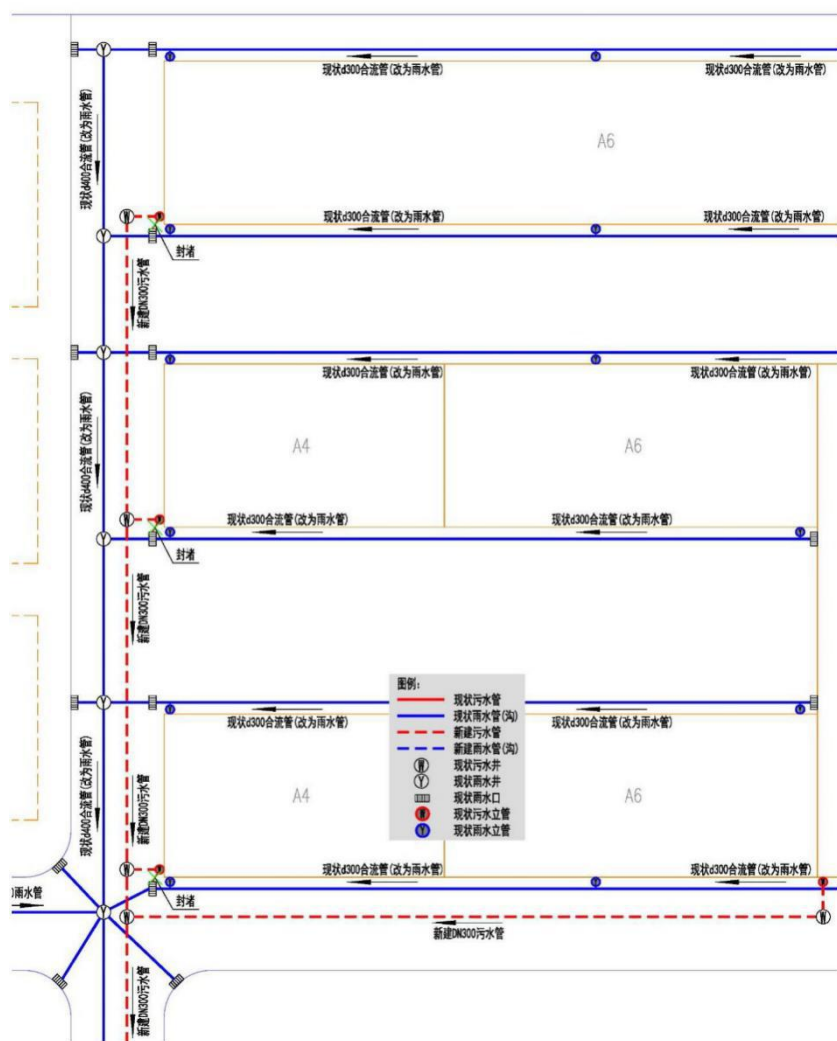 现状d300合流管(改为雨水管)
现状d300合流管(改为雨水管)
现状d400合流管(改为雨水管)
A6
现状d300合流管(改为雨水管)
现状d300合流管(改为雨水管)
封堵
新建DN300污水管
现状d300合流管(改为雨水管)
现状d300合流管(改为雨水管)
现状d400合流管(改为雨水管)
A4
A6
现状d300合流管(改为雨水管)
现状d300合流管(改为雨水管)
封堵
新建DN300污水管
图例:
现状污水管
现状雨水管(沟)
新建污水管
新建雨水管(沟)
W
现状污水井
Y
现状雨水井
现状雨水口
现状污水立管
现状雨水立管
现状d300合流管(改为雨水管)
现状d300合流管(改为雨水管)
现状d400合流管(改为雨水管)
新建DN300污水管
A4
A6
现状d300合流管(改为雨水管)
现状d300合流管(改为雨水管)
0雨水管
封堵
新建DN300污水管
新建DN300污水管